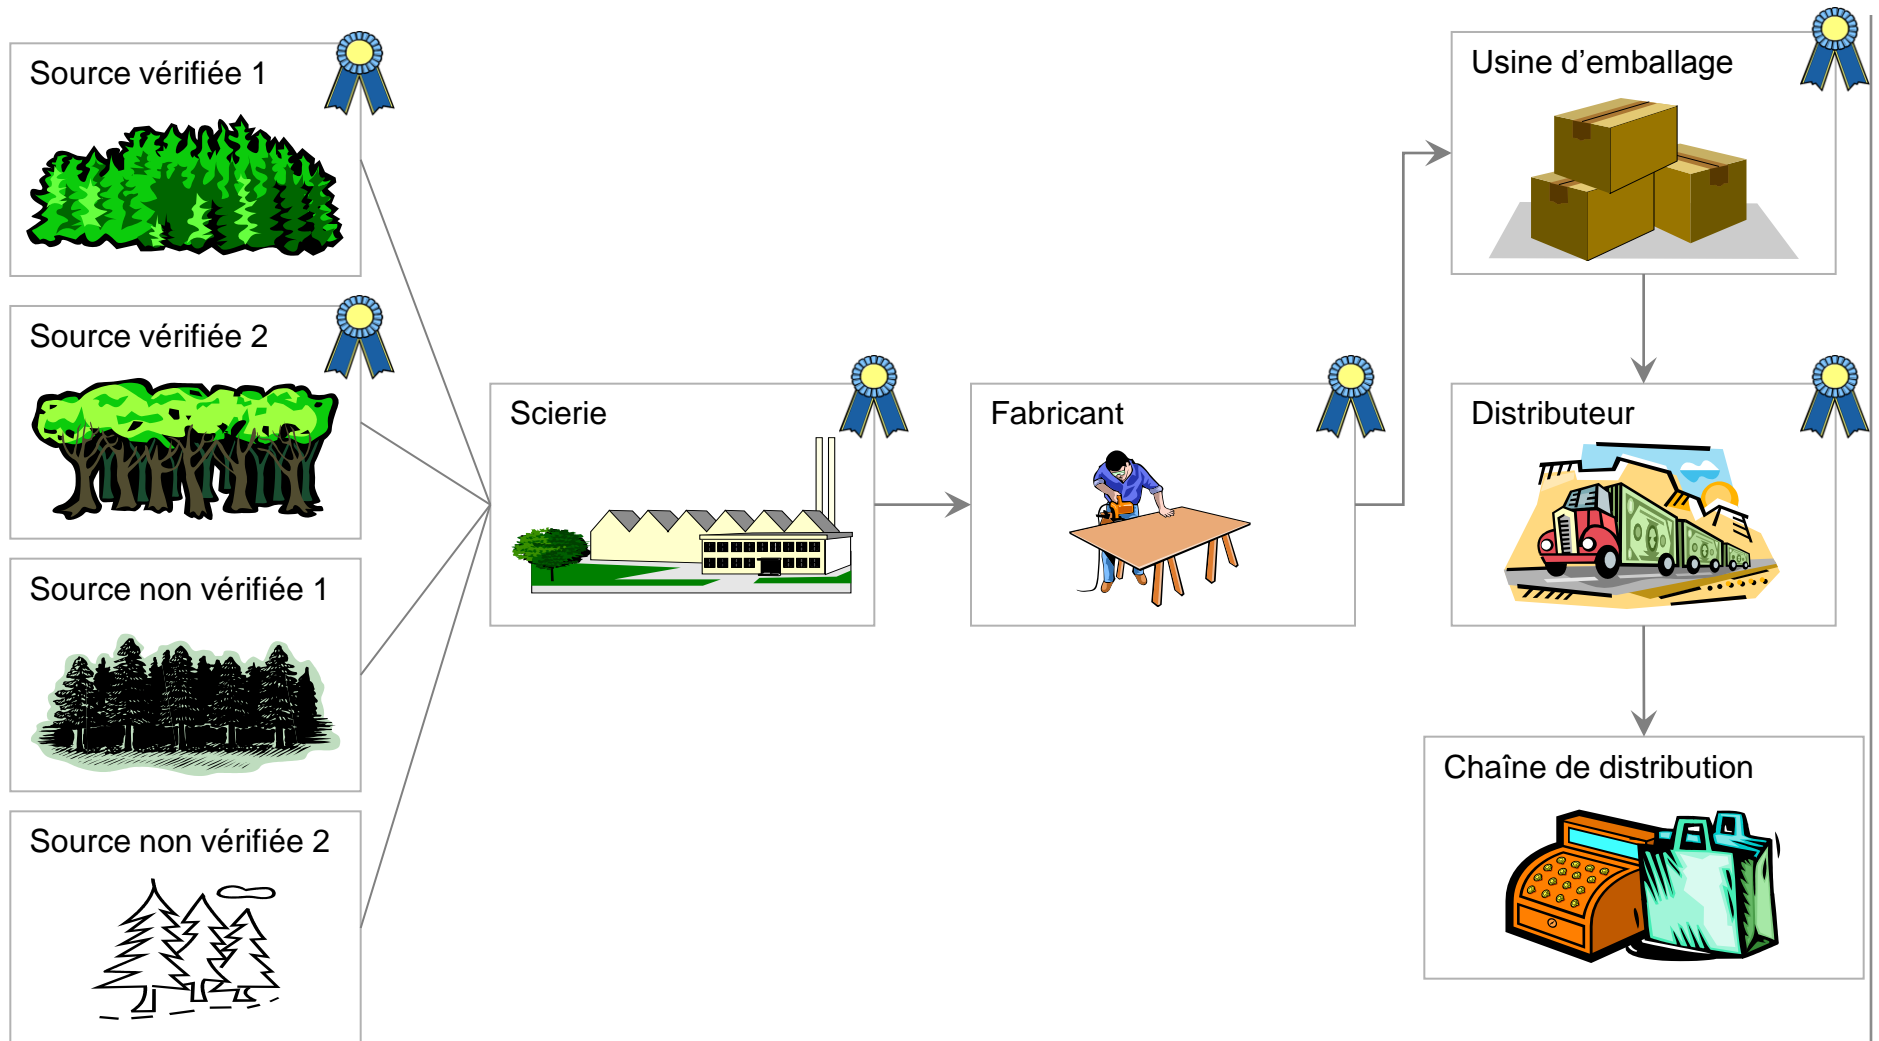 Source vérifiée 1
Source vérifiée 2
Source non vérifiée 1
Source non vérifiée 2
Scierie
Fabricant
Usine d’emballage
Distributeur
Chaîne de distribution